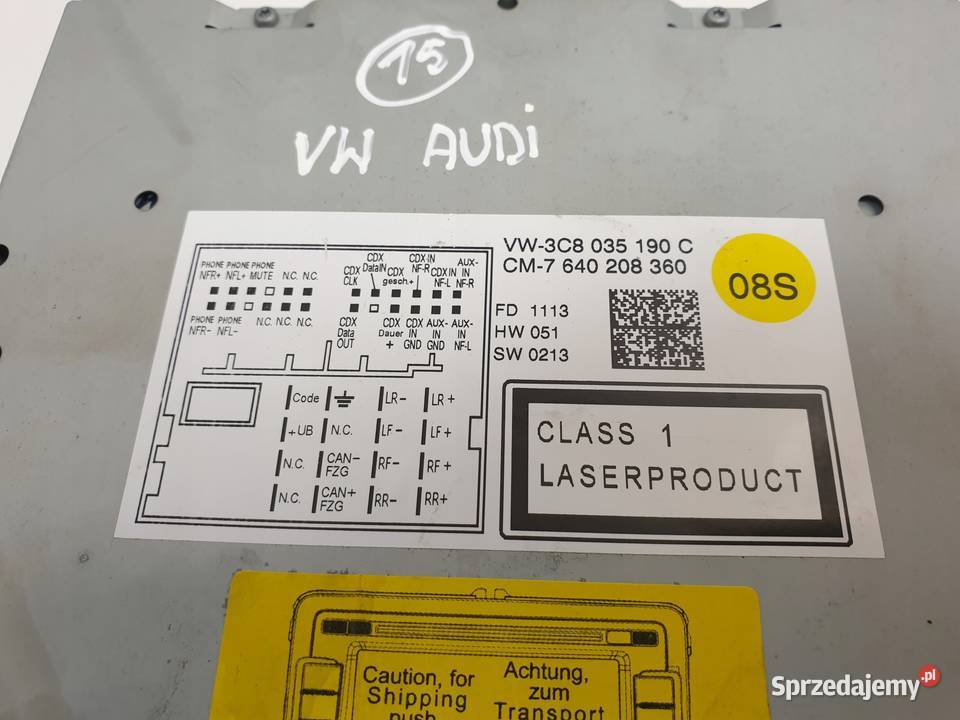 15
VW AUDI
VW-3C8 035 190 C
CM-7 640 208 360
08S
FD 1113
HW 051
SW 0213
PHONE PHONE PHONE
NFR+ NFL+ MUTE N.C. N.C.
CDX CLK
CDX DataIN
CDX gesch.+
CDX-IN NF-R
CDX IN NF-L
AUX-IN NF-R
PHONE PHONE
NFR- NFL- N.C. N.C. N.C.
CDX Data OUT
CDX Dauer +
CDX IN GND
AUX-IN GND
AUX-IN NF-L
Code LR- LR+
+UB N.C. LF- LF+
N.C. CAN- FZG RF- RF+
N.C. CAN+ FZG RR- RR+
CLASS 1
LASERPRODUCT
Caution, for
Shipping
push
Achtung,
zum
Transport
Sprzedajemy.pl